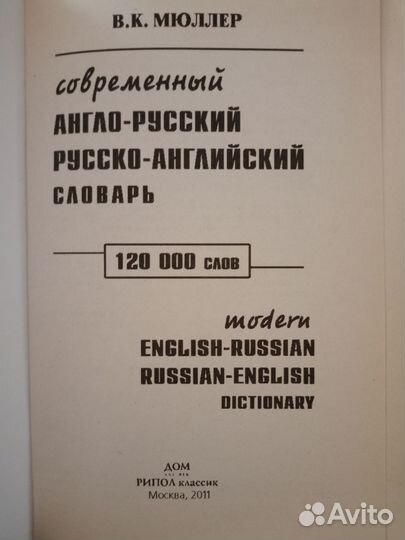 В.К. МЮЛЛЕР
современный
АНГЛО-РУССКИЙ
РУССКО-АНГЛИЙСКИЙ
СЛОВАРЬ
120 000 слов
modern
ENGLISH-RUSSIAN
RUSSIAN-ENGLISH
DICTIONARY
ДОМ
РИПОЛ классик
Москва, 2011
Avito